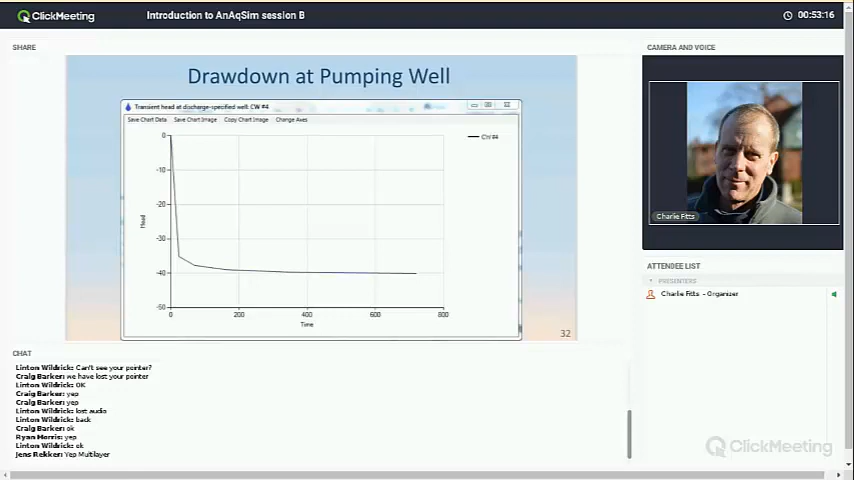 ClickMeeting
Introduction to AnAqSim session B
00:53:16
SHARE
Drawdown at Pumping Well
Transient head at discharge-specified well: CW #4
Save Chart Data Save Chart Image Copy Chart Image Change Axes
CW #4
0
-10
-20
-30
-40
-50
Head
0 200 400 600 800
Time
32
CAMERA AND VOICE
Charlie Fitts
ATTENDEE LIST
PRESENTERS
Charlie Fitts - Organizer
CHAT
Linton Wildrick: Can't see your pointer?
Craig Barker: we have lost your pointer
Linton Wildrick: OK
Craig Barker: yep
Craig Barker: yep
Linton Wildrick: lost audio
Linton Wildrick: back
Craig Barker: ok
Ryan Morris: yep
Linton Wildrick: ok
Jens Rekker: Yep Multilayer
ClickMeeting